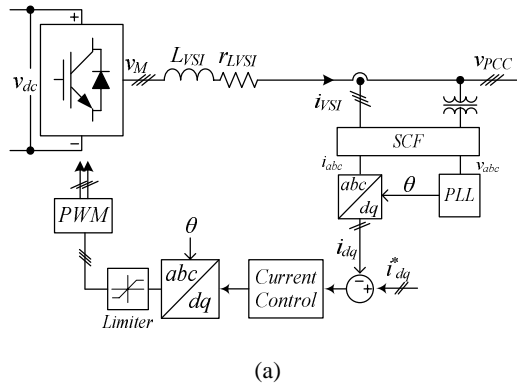 +
v_dc
v_M
L_VSI
r_LVSI
v_PCC
−
i_VSI
SCF
i_abc
v_abc
abc
dq
θ
PLL
PWM
θ
i_dq
abc
dq
Current
Control
− +
i*_dq
Limiter
(a)